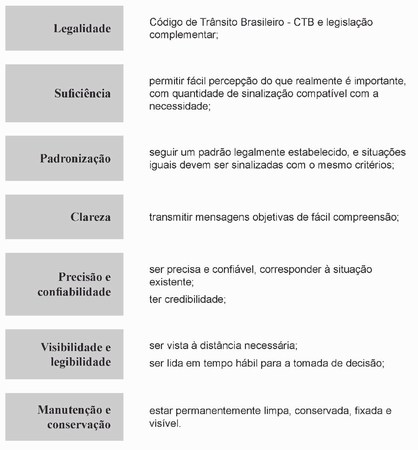 Legalidade
Código de Trânsito Brasileiro - CTB e legislação
complementar;
Suficiência
permitir fácil percepção do que realmente é importante,
com quantidade de sinalização compatível com a
necessidade;
Padronização
seguir um padrão legalmente estabelecido, e situações
iguais devem ser sinalizadas com o mesmo critérios;
Clareza
transmitir mensagens objetivas de fácil compreensão;
Precisão e
confiabilidade
ser precisa e confiável, corresponder à situação
existente;
ter credibilidade;
Visibilidade e
legibilidade
ser vista à distância necessária;
ser lida em tempo hábil para a tomada de decisão;
Manutenção e
conservação
estar permanentemente limpa, conservada, fixada e
visível.